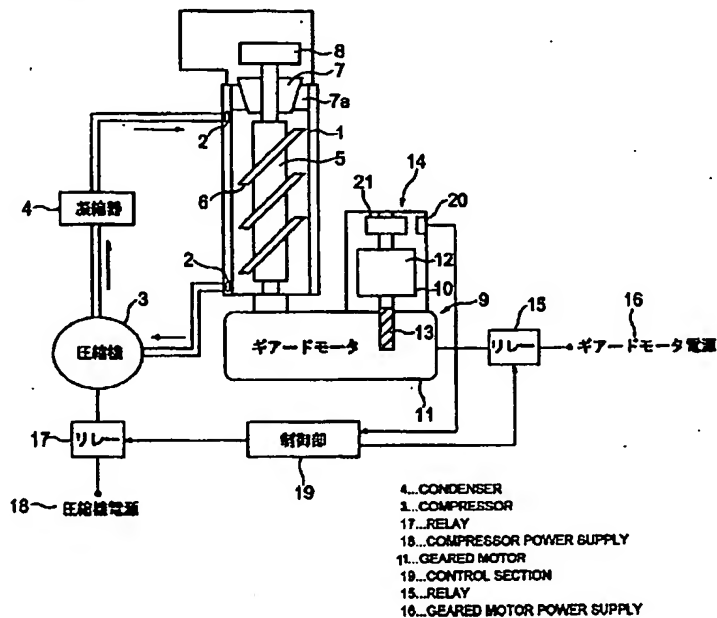 8
7
7a
2
1
5
6
14
21
20
4
凝縮器
12
2
10
9
3
15
16
13
圧縮機
ギアードモータ
リレー
ギアードモータ電源
11
17
リレー
制御部
19
18
圧縮機電源
4...CONDENSER
3...COMPRESSOR
17...RELAY
18...COMPRESSOR POWER SUPPLY
11...GEARED MOTOR
19...CONTROL SECTION
15...RELAY
16...GEARED MOTOR POWER SUPPLY